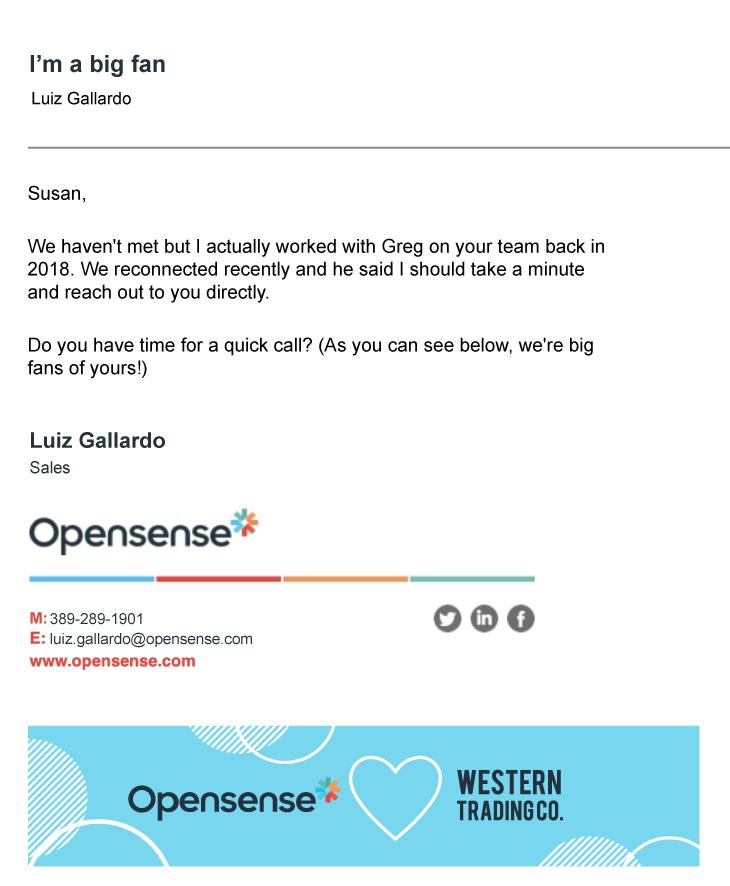 I’m a big fan
Luiz Gallardo
Susan,
We haven't met but I actually worked with Greg on your team back in
2018. We reconnected recently and he said I should take a minute
and reach out to you directly.
Do you have time for a quick call? (As you can see below, we're big
fans of yours!)
Luiz Gallardo
Sales
Opensense
M: 389-289-1901
E: luiz.gallardo@opensense.com
www.opensense.com
Opensense
WESTERN
TRADING CO.